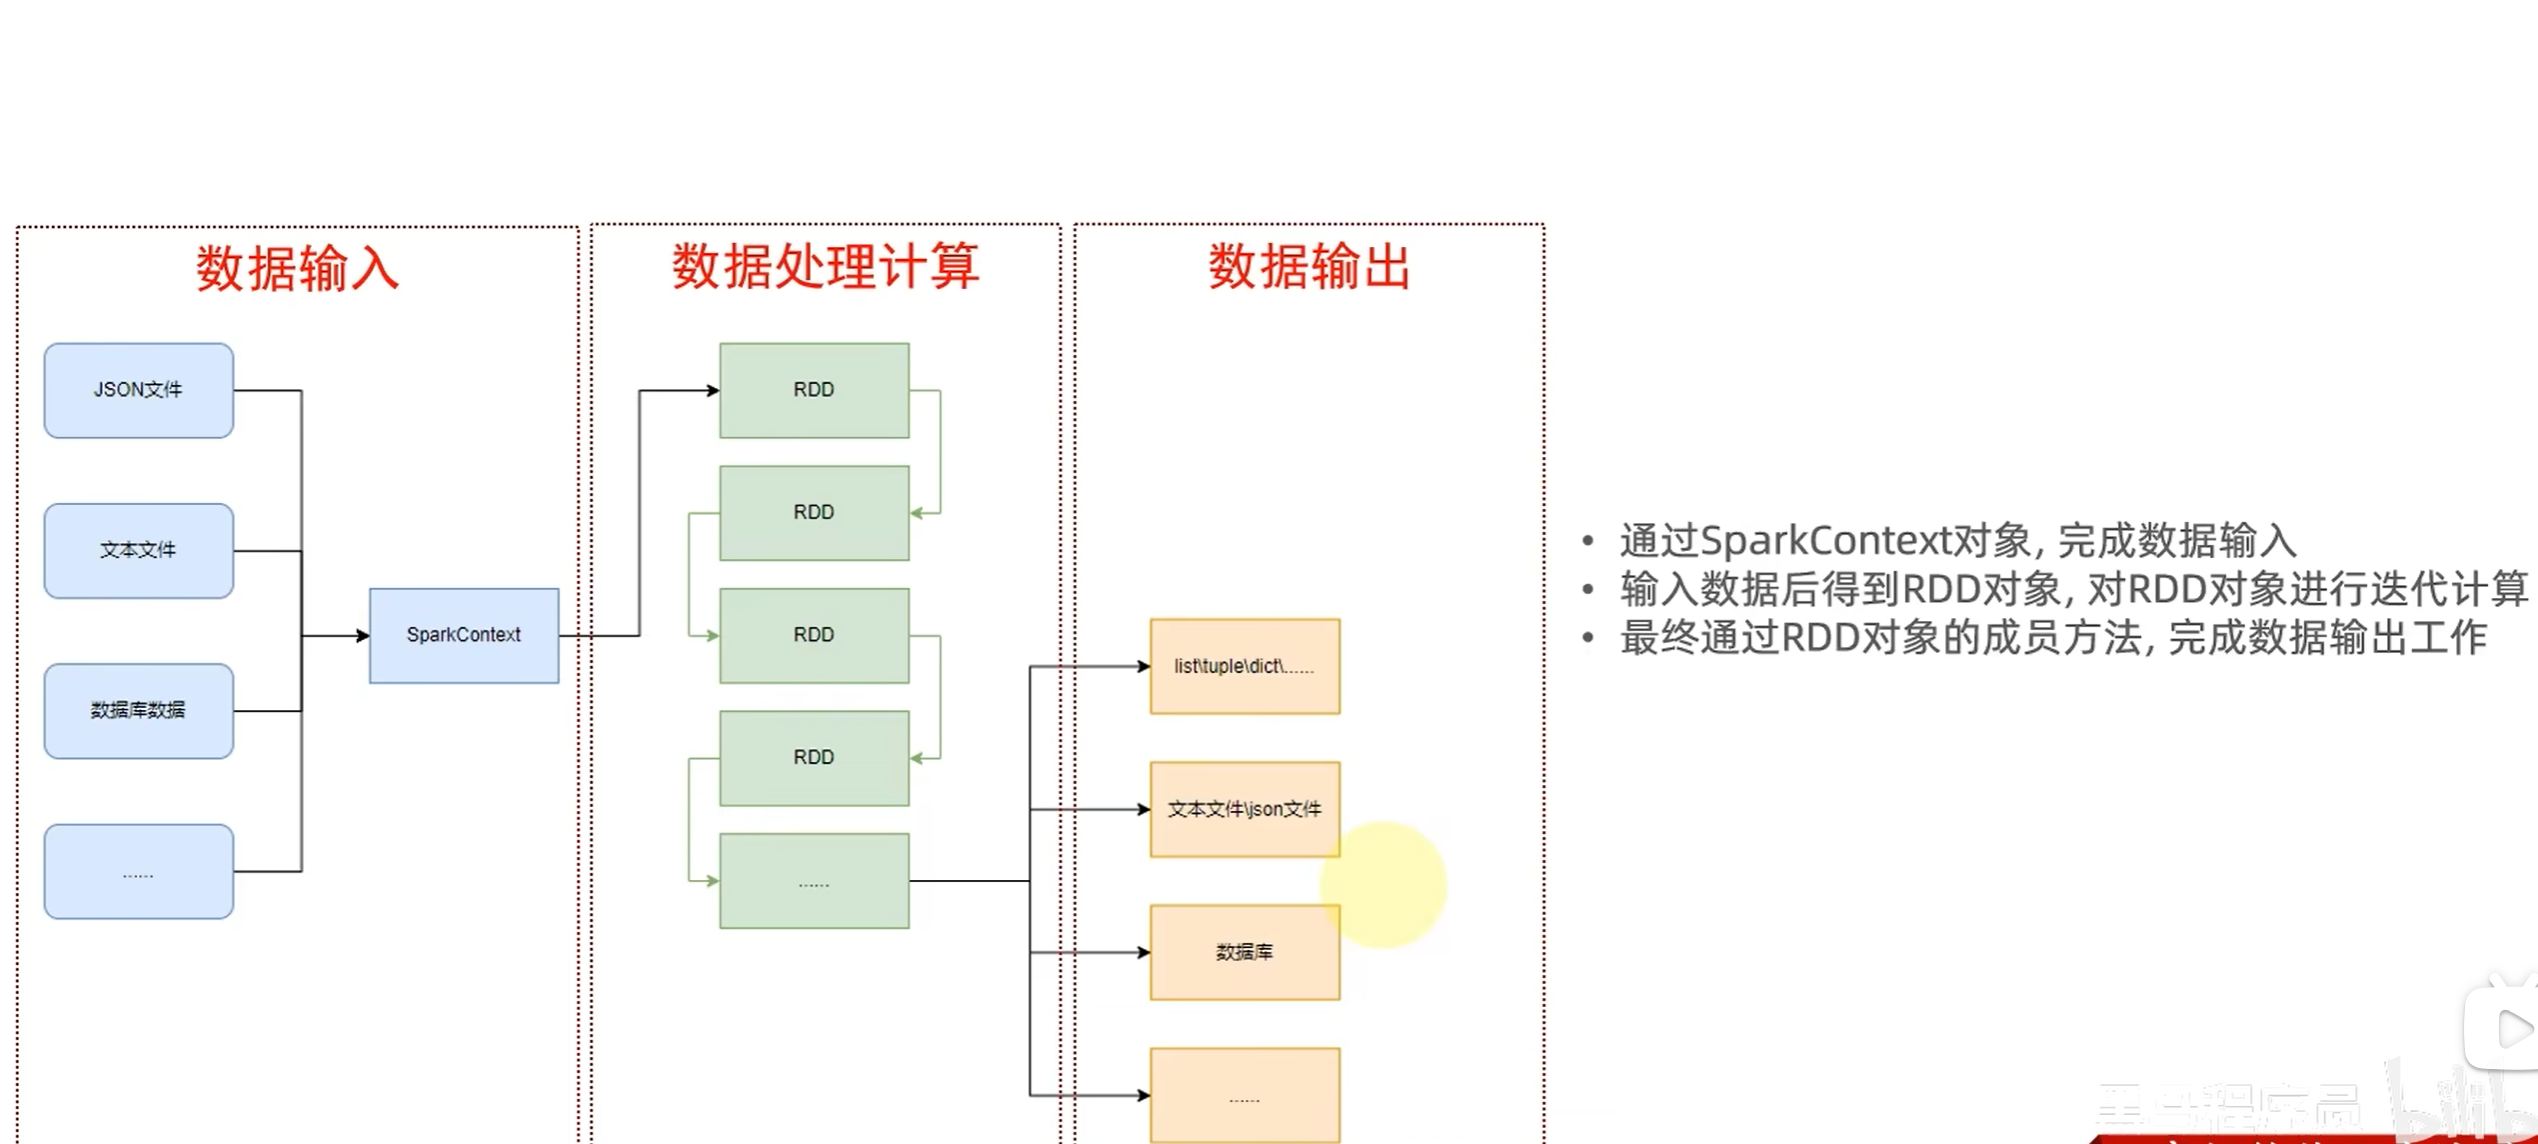 数据输入
JSON文件
文本文件
数据库数据
......
SparkContext
数据处理计算
RDD
RDD
RDD
RDD
......
数据输出
list\tuple\dict\......
文本文件\json文件
数据库
......
• 通过SparkContext对象, 完成数据输入
• 输入数据后得到RDD对象, 对RDD对象进行迭代计算
• 最终通过RDD对象的成员方法, 完成数据输出工作
黑马程序员